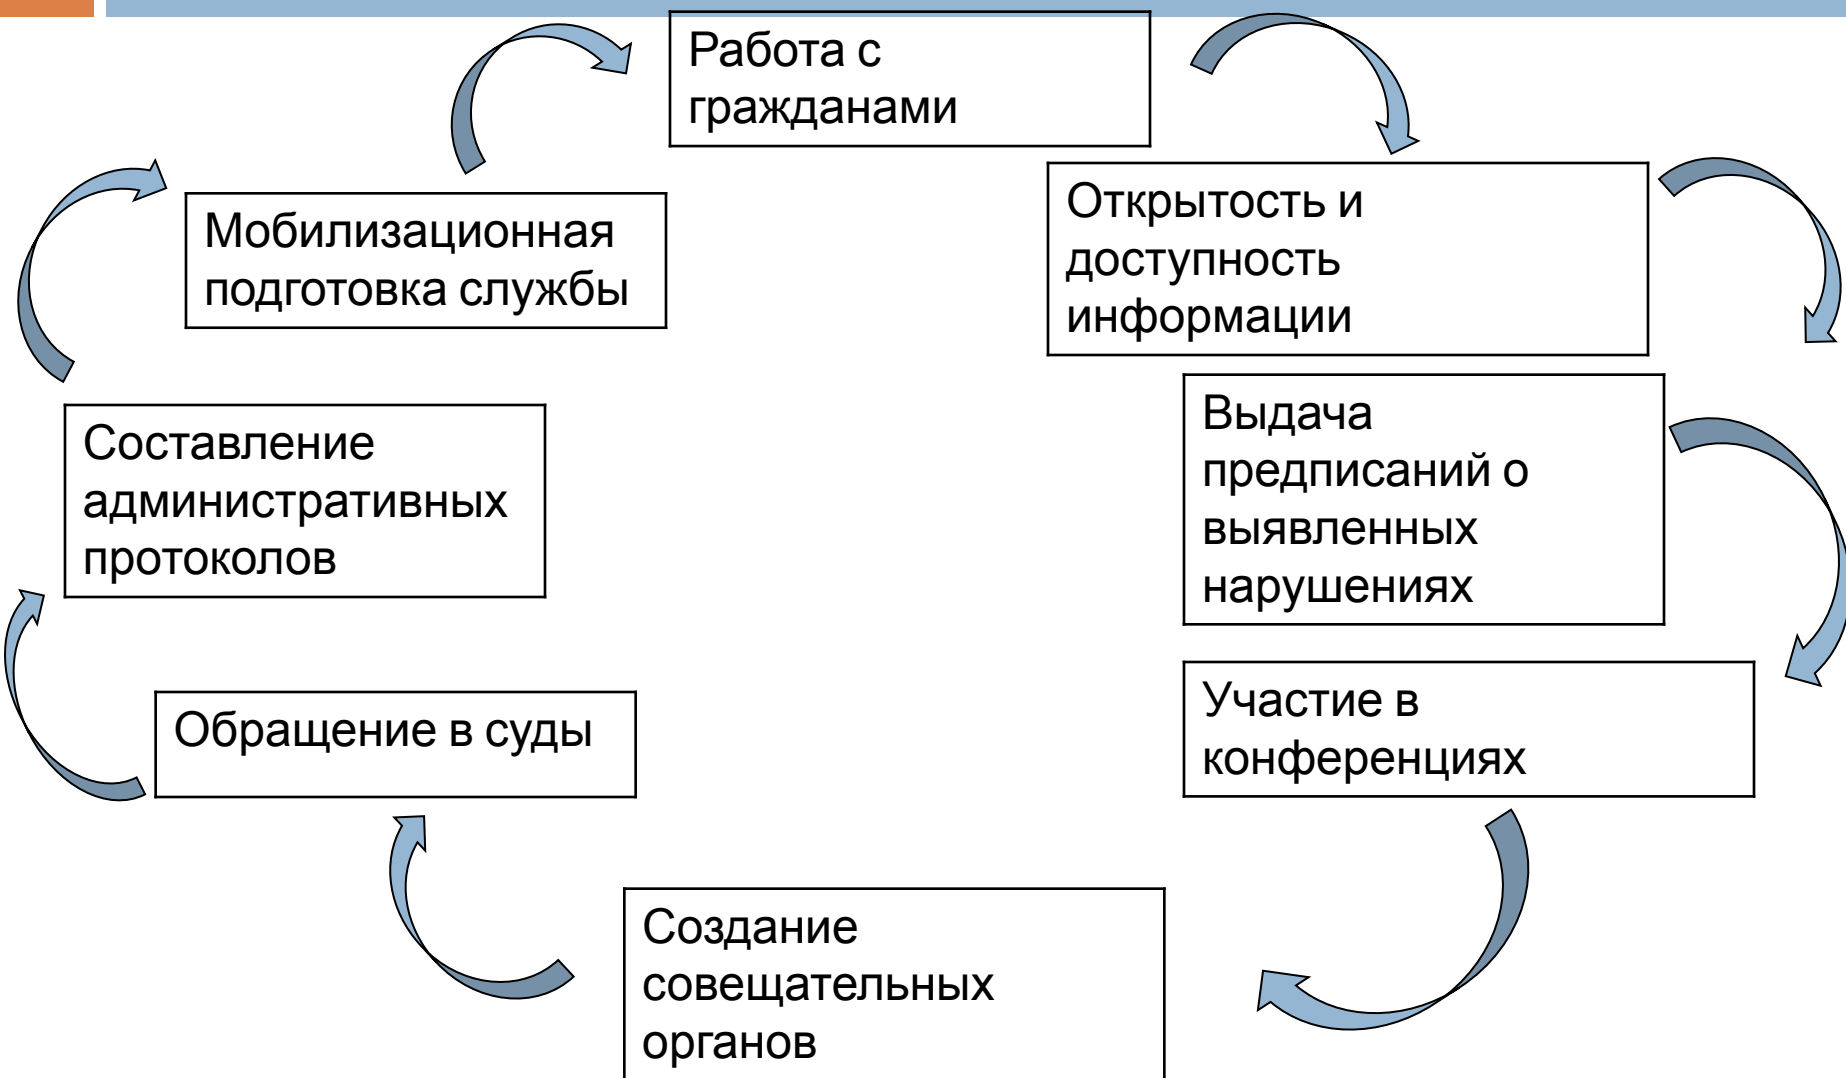 Работа с
гражданами
Открытость и
доступность
информации
Выдача
предписаний о
выявленных
нарушениях
Участие в
конференциях
Создание
совещательных
органов
Обращение в суды
Составление
административных
протоколов
Мобилизационная
подготовка службы